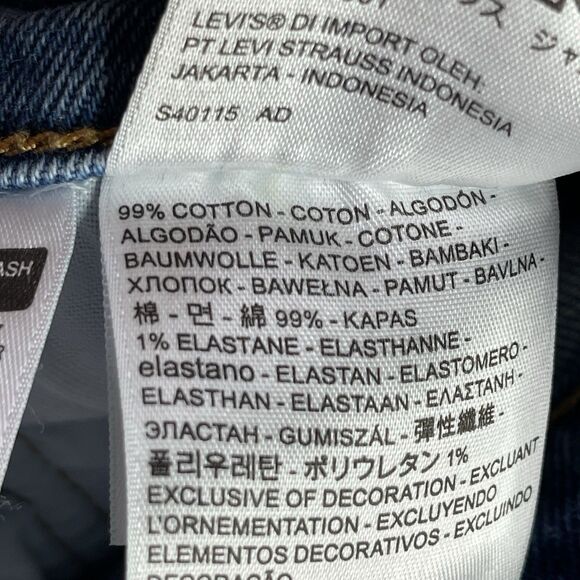 LEVI'S® DI IMPORT OLEH:
PT LEVI STRAUSS INDONESIA
JAKARTA - INDONESIA
S40115 AD
ASH
99% COTTON - COTON - ALGODÓN -
ALGODÃO - PAMUK - COTONE -
BAUMWOLLE - KATOEN - BAMBAKI -
ХЛОПОК - BAWEŁNA - PAMUT - BAVLNA -
棉 - 면 - 綿 99% - KAPAS
1% ELASTANE - ELASTHANNE -
elastano - ELASTAN - ELASTOMERO -
ELASTHAN - ELASTAAN - ΕΛΑΣΤΑΝΗ -
ЭЛАСТАН - GUMISZÁL - 彈性纖維 -
폴리우레탄 - ポリウレタン 1%
EXCLUSIVE OF DECORATION - EXCLUANT
L'ORNEMENTATION - EXCLUYENDO
ELEMENTOS DECORATIVOS - EXCLUINDO
DECORAÇÃO